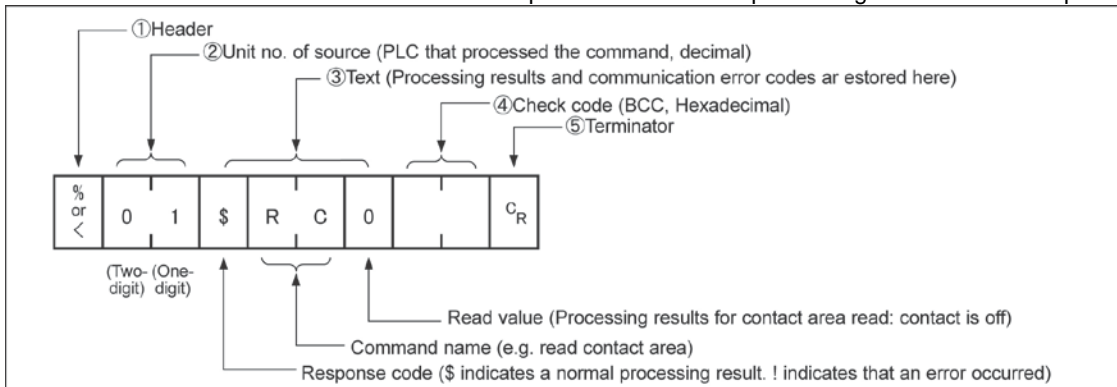 ①Header
②Unit no. of source (PLC that processed the command, decimal)
③Text (Processing results and communication error codes ar estored here)
④Check code (BCC, Hexadecimal)
⑤Terminator
% or <
0 1 $ R C 0 CR
(Two-digit) (One-digit)
Read value (Processing results for contact area read: contact is off)
Command name (e.g. read contact area)
Response code ($ indicates a normal processing result. ! indicates that an error occurred)